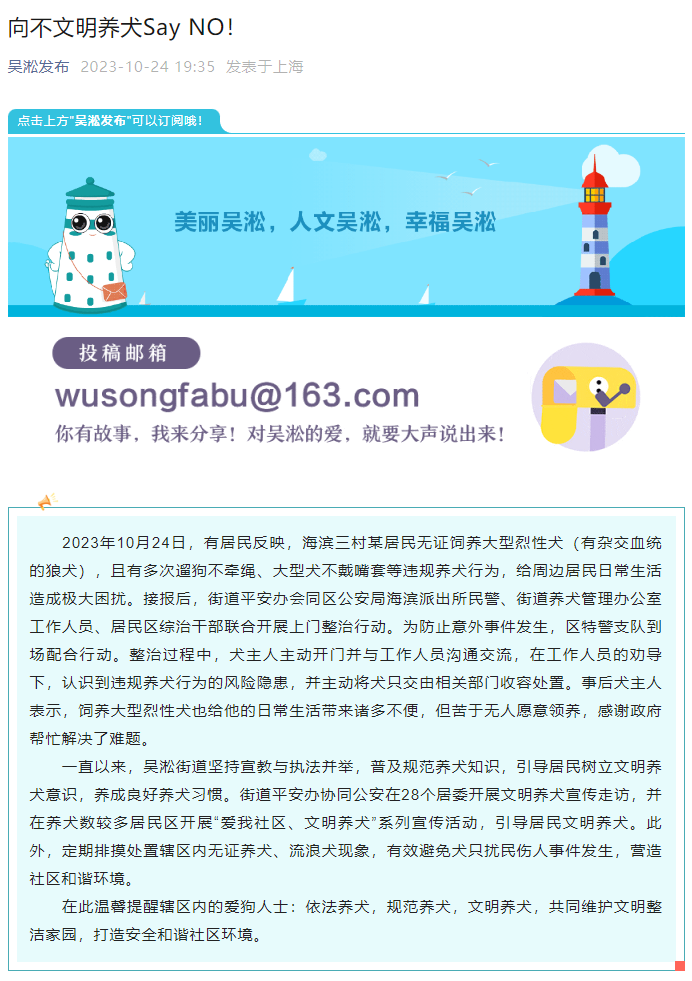 向不文明养犬Say NO！
吴淞发布 2023-10-24 19:35 发表于上海
点击上方"吴淞发布"可以订阅哦！
美丽吴淞，人文吴淞，幸福吴淞
投稿邮箱
wusongfabu@163.com
你有故事，我来分享！对吴淞的爱，就要大声说出来！
2023年10月24日，有居民反映，海滨三村某居民无证饲养大型烈性犬（有杂交血统
的狼犬），且有多次遛狗不牵绳、大型犬不戴嘴套等违规养犬行为，给周边居民日常生活
造成极大困扰。接报后，街道平安办会同区公安局海滨派出所民警、街道养犬管理办公室
工作人员、居民区综治干部联合开展上门整治行动。为防止意外事件发生，区特警支队到
场配合行动。整治过程中，犬主人主动开门并与工作人员沟通交流，在工作人员的劝导
下，认识到违规养犬行为的风险隐患，并主动将犬只交由相关部门收容处置。事后犬主人
表示，饲养大型烈性犬也给他的日常生活带来诸多不便，但苦于无人愿意领养，感谢政府
帮忙解决了难题。
一直以来，吴淞街道坚持宣教与执法并举，普及规范养犬知识，引导居民树立文明养
犬意识，养成良好养犬习惯。街道平安办协同公安在28个居委开展文明养犬宣传走访，并
在养犬数较多居民区开展“爱我社区、文明养犬”系列宣传活动，引导居民文明养犬。此
外，定期排摸处置辖区内无证养犬、流浪犬现象，有效避免犬只扰民伤人事件发生，营造
社区和谐环境。
在此温馨提醒辖区内的爱狗人士：依法养犬，规范养犬，文明养犬，共同维护文明整
洁家园，打造安全和谐社区环境。